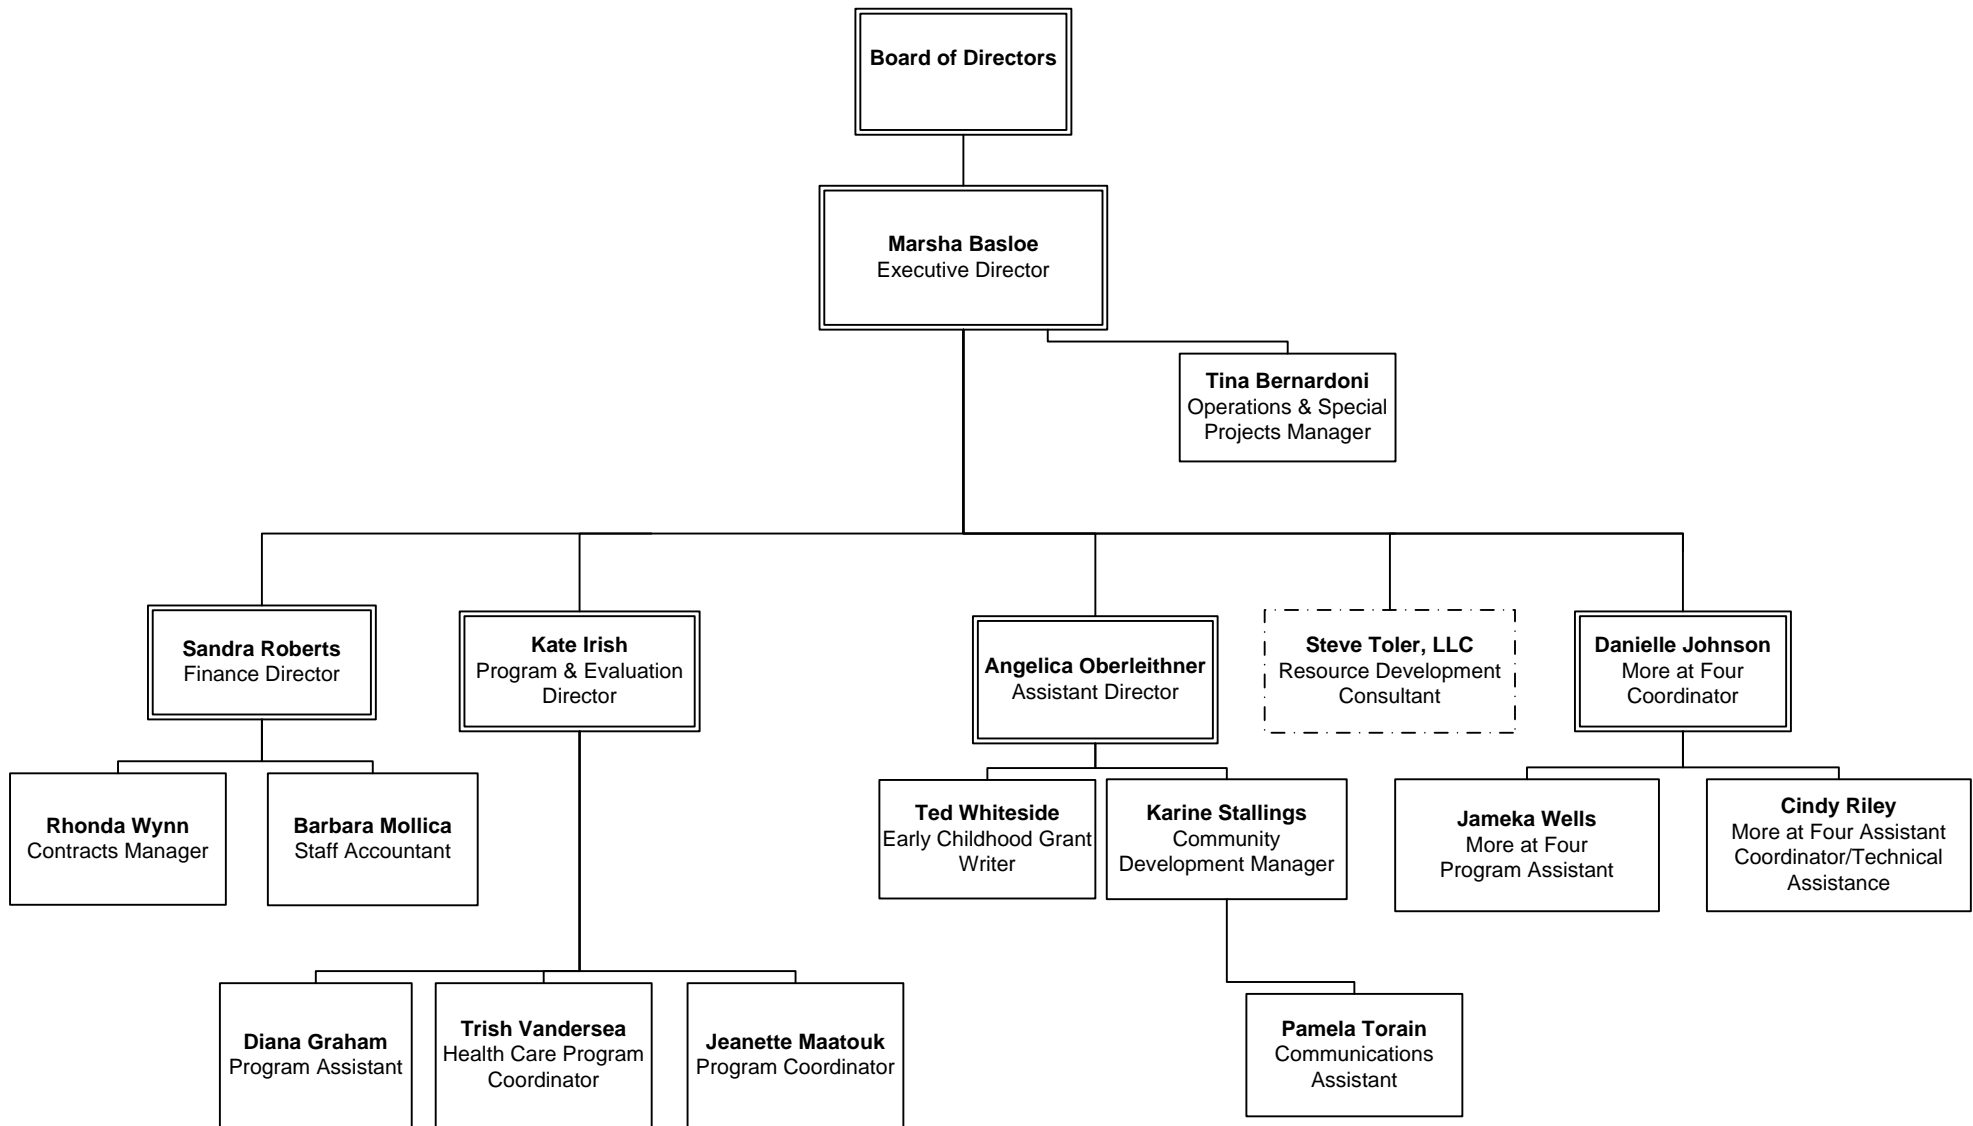 Board of Directors
Marsha Basloe
Executive Director
Tina Bernardoni
Operations & Special
Projects Manager
Sandra Roberts
Finance Director
Kate Irish
Program & Evaluation
Director
Angelica Oberleithner
Assistant Director
Steve Toler, LLC
Resource Development
Consultant
Danielle Johnson
More at Four
Coordinator
Rhonda Wynn
Contracts Manager
Barbara Mollica
Staff Accountant
Ted Whiteside
Early Childhood Grant
Writer
Karine Stallings
Community
Development Manager
Jameka Wells
More at Four
Program Assistant
Cindy Riley
More at Four Assistant
Coordinator/Technical
Assistance
Diana Graham
Program Assistant
Trish Vandersea
Health Care Program
Coordinator
Jeanette Maatouk
Program Coordinator
Pamela Torain
Communications
Assistant